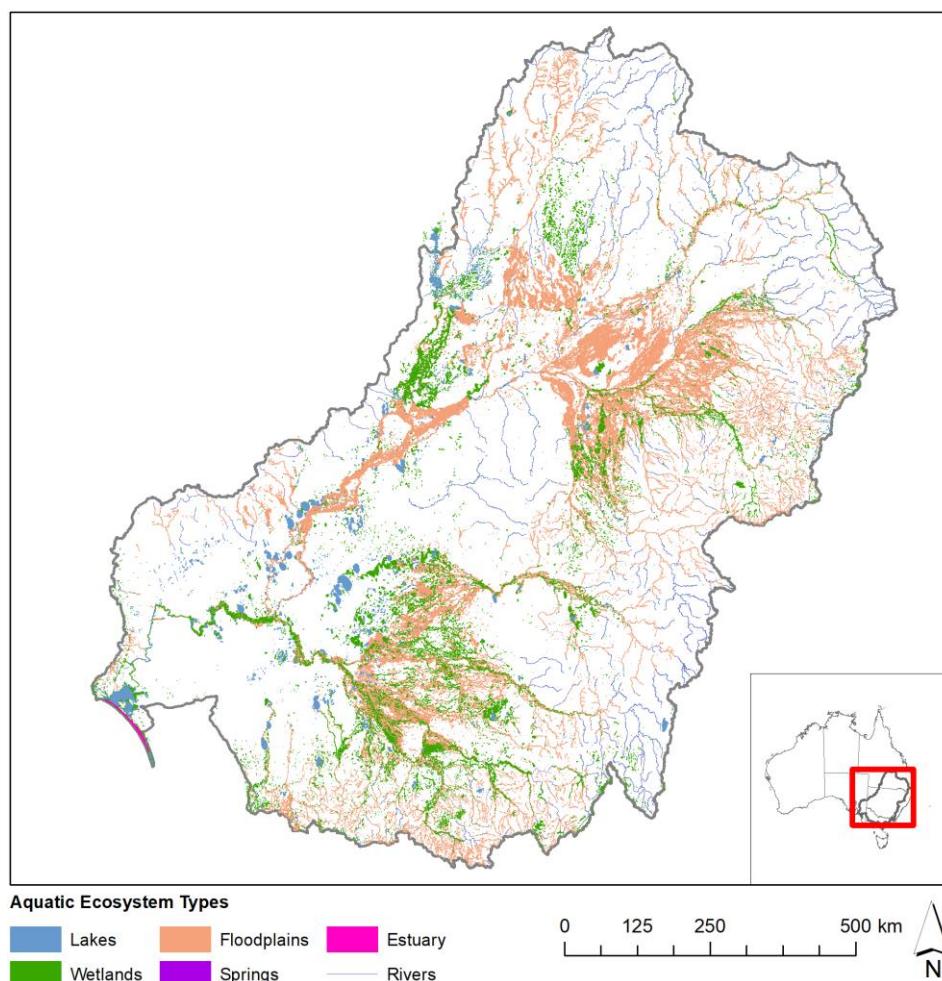 Aquatic Ecosystem Types
Lakes Floodplains Estuary
Wetlands Springs Rivers
0 125 250 500 km
N